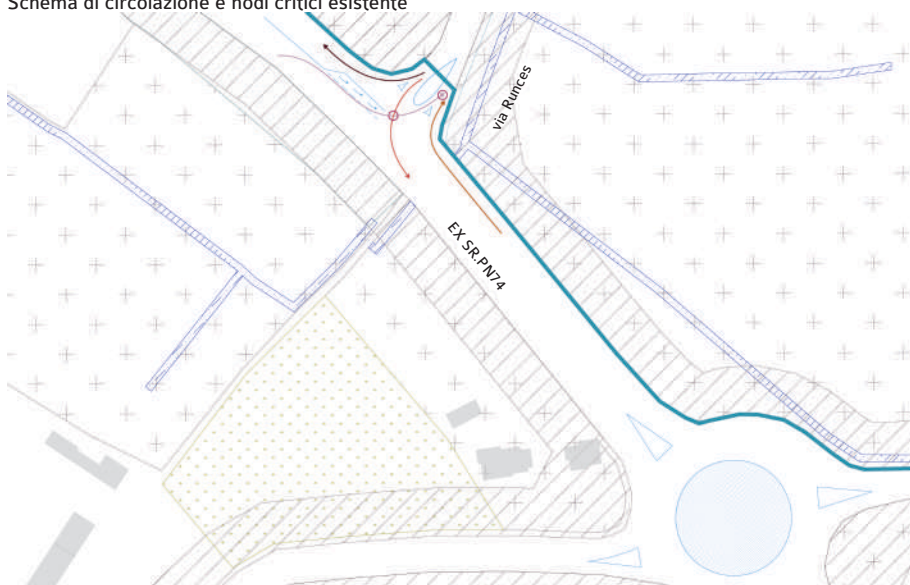 Schema di circolazione e nodi critici esistente
via Runces
EX SR.PN74